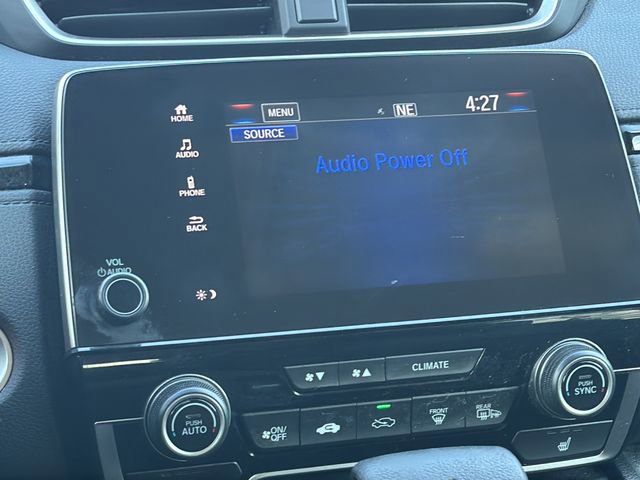 HOME
AUDIO
PHONE
BACK
VOL
AUDIO
MENU
NE
4:27
SOURCE
Audio Power Off
CLIMATE
PUSH
AUTO
ON/
OFF
FRONT
REAR
PUSH
SYNC